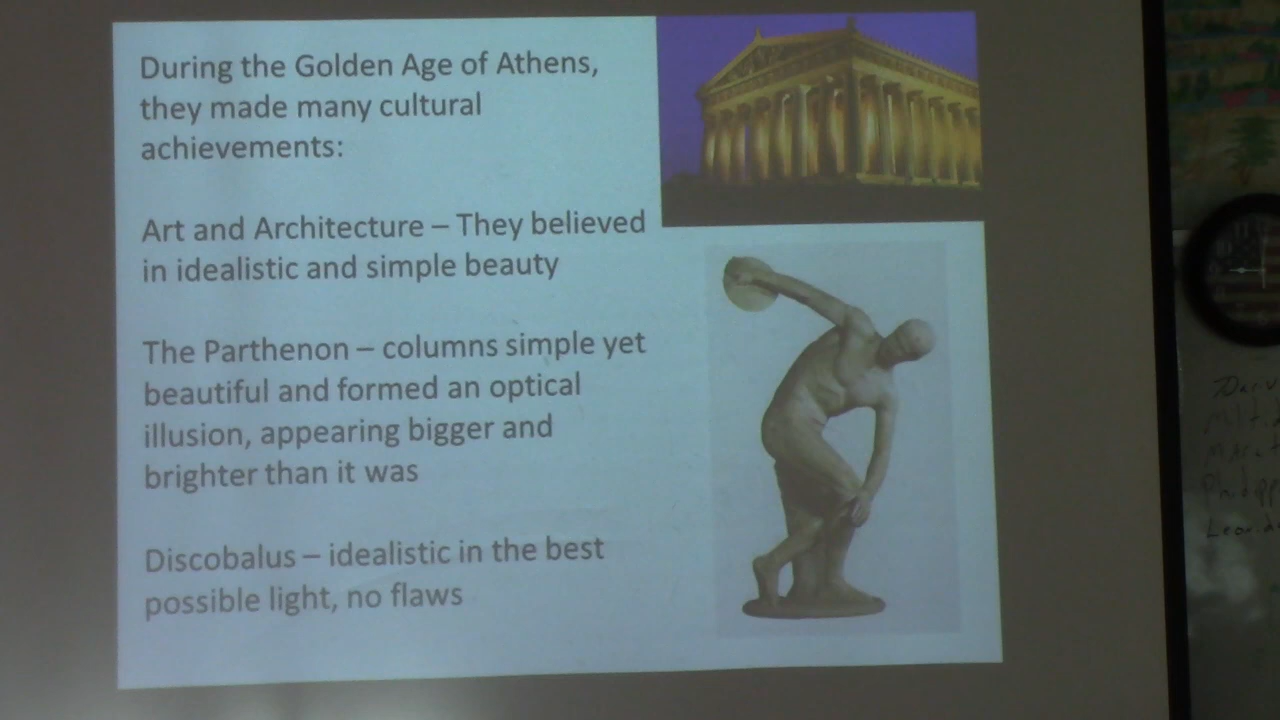 During the Golden Age of Athens,
they made many cultural
achievements:
Art and Architecture – They believed
in idealistic and simple beauty
The Parthenon – columns simple yet
beautiful and formed an optical
illusion, appearing bigger and
brighter than it was
Discobalus – idealistic in the best
possible light, no flaws